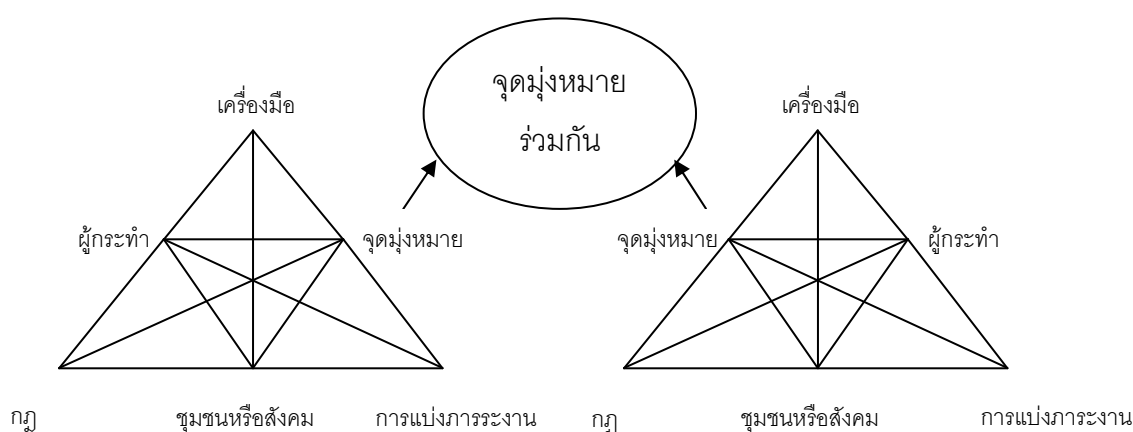 จุดมุ่งหมาย
ร่วมกัน
เครื่องมือ
เครื่องมือ
ผู้กระทำ
จุดมุ่งหมาย
จุดมุ่งหมาย
ผู้กระทำ
กฎ
ชุมชนหรือสังคม
การแบ่งภารระงาน
กฎ
ชุมชนหรือสังคม
การแบ่งภาระงาน